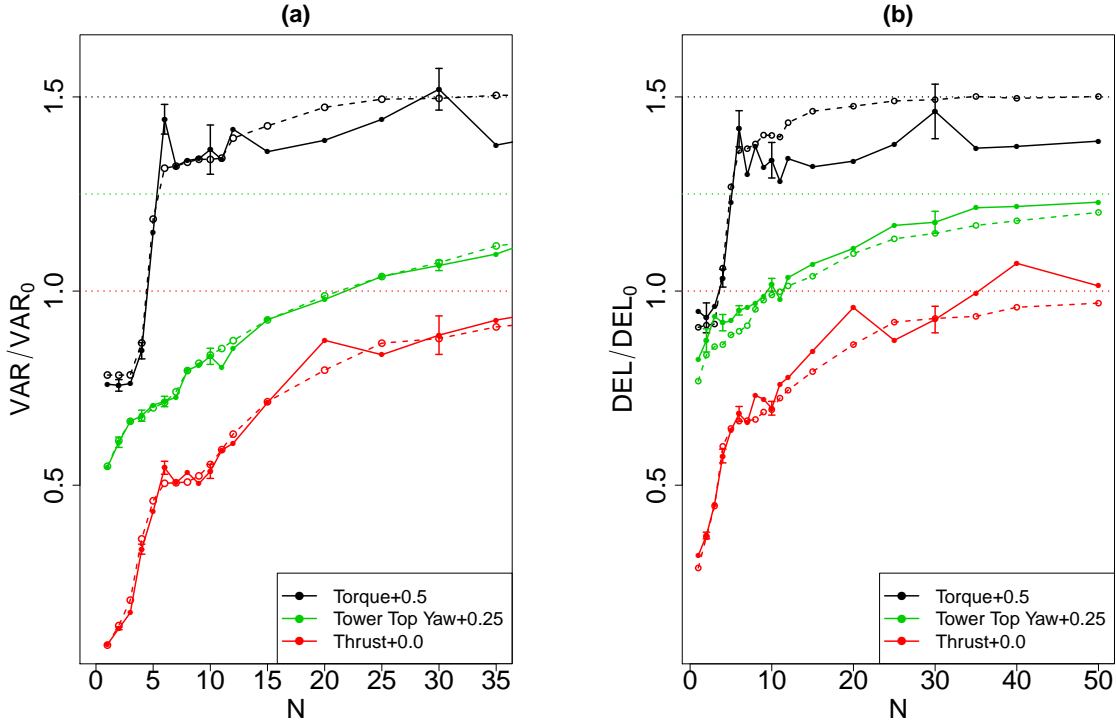 (a)
VAR/VAR0
1.5
1.0
0.5
0 5 10 15 20 25 30 35
N
Torque+0.5
Tower Top Yaw+0.25
Thrust+0.0
(b)
DEL/DEL0
1.5
1.0
0.5
0 10 20 30 40 50
N
Torque+0.5
Tower Top Yaw+0.25
Thrust+0.0